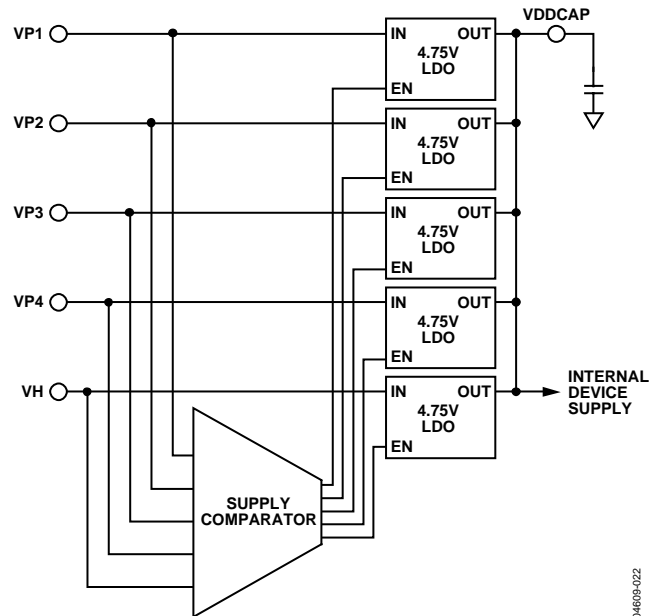 VDDCAP
VP1
IN
OUT
4.75V
LDO
EN
VP2
IN
OUT
4.75V
LDO
EN
VP3
IN
OUT
4.75V
LDO
EN
VP4
IN
OUT
4.75V
LDO
EN
VH
IN
OUT
4.75V
LDO
EN
INTERNAL
DEVICE
SUPPLY
SUPPLY
COMPARATOR
04609-022